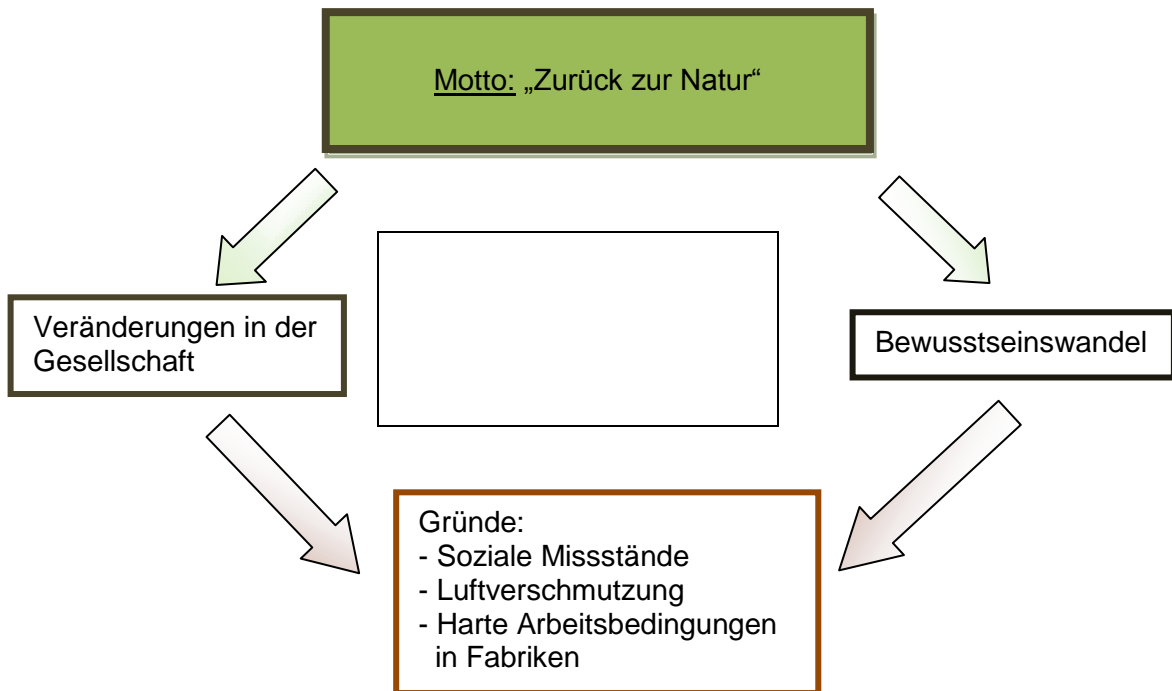 Motto: „Zurück zur Natur“
Veränderungen in der
Gesellschaft
Bewusstseinswandel
Gründe:
- Soziale Missstände
- Luftverschmutzung
- Harte Arbeitsbedingungen
in Fabriken